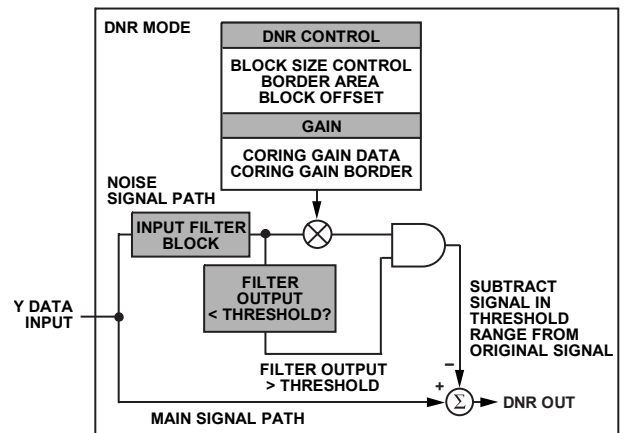 DNR MODE
DNR CONTROL
BLOCK SIZE CONTROL
BORDER AREA
BLOCK OFFSET
GAIN
CORING GAIN DATA
CORING GAIN BORDER
NOISE
SIGNAL PATH
INPUT FILTER
BLOCK
FILTER
OUTPUT
< THRESHOLD?
Y DATA
INPUT
SUBTRACT
SIGNAL IN
THRESHOLD
RANGE FROM
ORIGINAL SIGNAL
FILTER OUTPUT
> THRESHOLD
–
+
Σ
DNR OUT
MAIN SIGNAL PATH